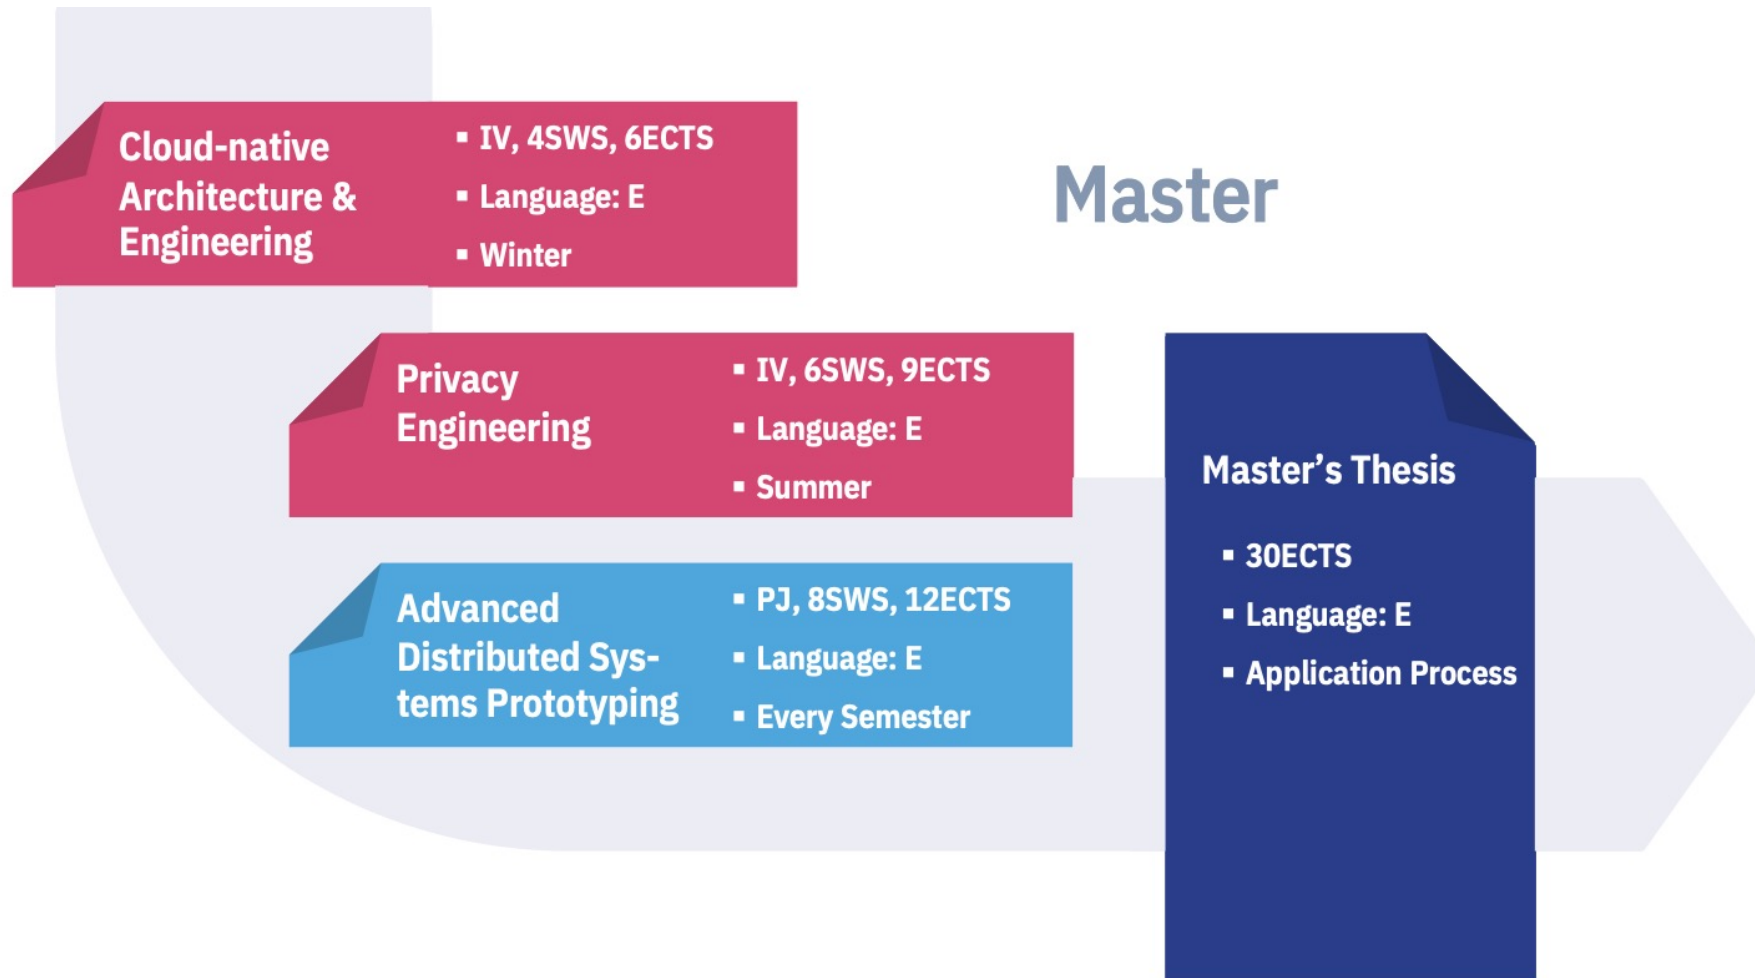 Cloud-native
Architecture &
Engineering
▪ IV, 4SWS, 6ECTS
▪ Language: E
▪ Winter
Master
Privacy
Engineering
▪ IV, 6SWS, 9ECTS
▪ Language: E
▪ Summer
Advanced
Distributed Sys-
tems Prototyping
▪ PJ, 8SWS, 12ECTS
▪ Language: E
▪ Every Semester
Master’s Thesis
▪ 30ECTS
▪ Language: E
▪ Application Process